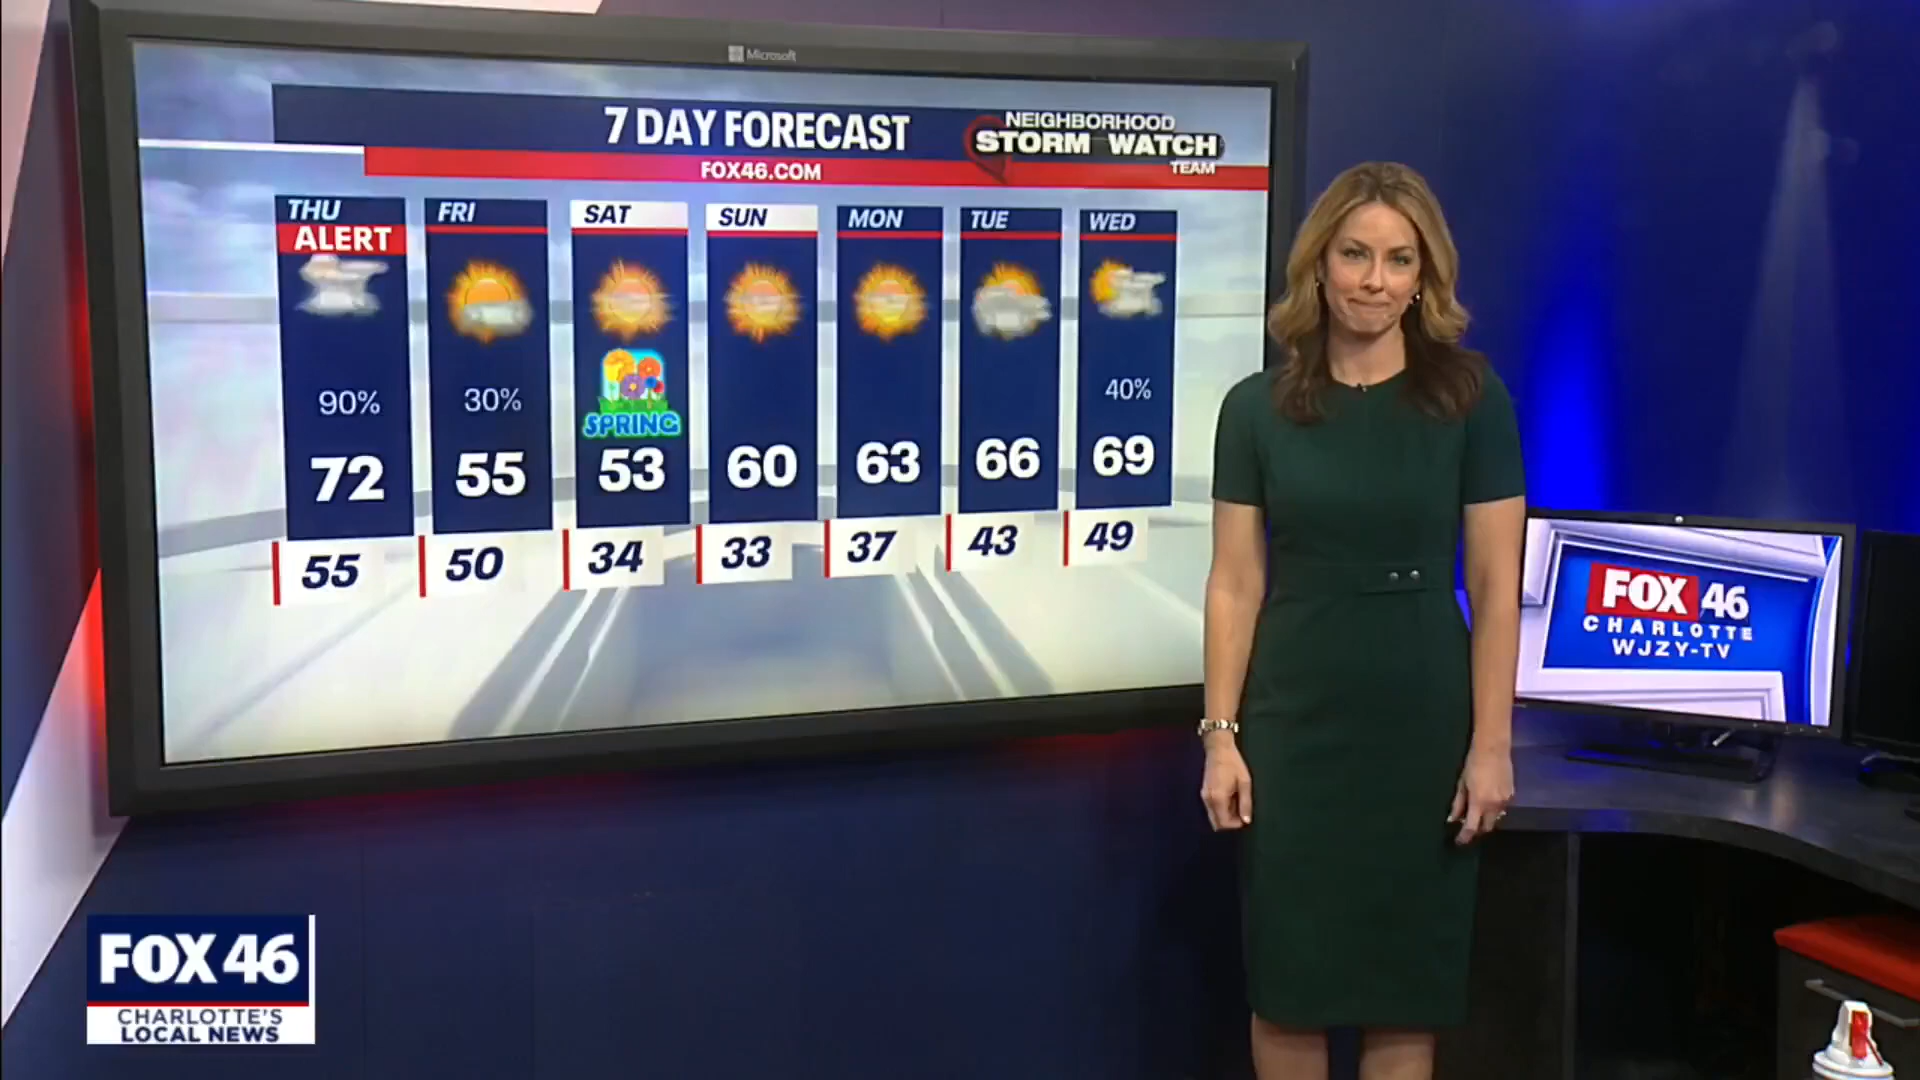 Microsoft
7 DAY FORECAST
NEIGHBORHOOD
STORM WATCH
TEAM
FOX46.COM
THU FRI SAT SUN MON TUE WED
ALERT
SPRING
90% 30% 40%
72 55 53 60 63 66 69
55 50 34 33 37 43 49
FOX 46
CHARLOTTE
WJZY-TV
FOX 46
CHARLOTTE'S
LOCAL NEWS